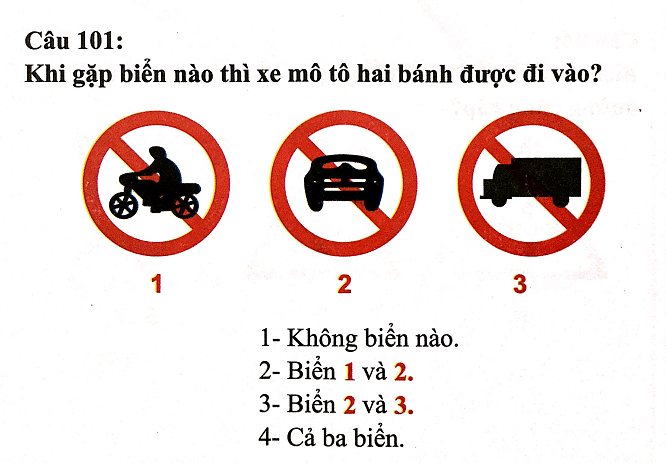 Câu 101:
Khi gặp biển nào thì xe mô tô hai bánh được đi vào?
1 2 3
1- Không biển nào.
2- Biển 1 và 2.
3- Biển 2 và 3.
4- Cả ba biển.